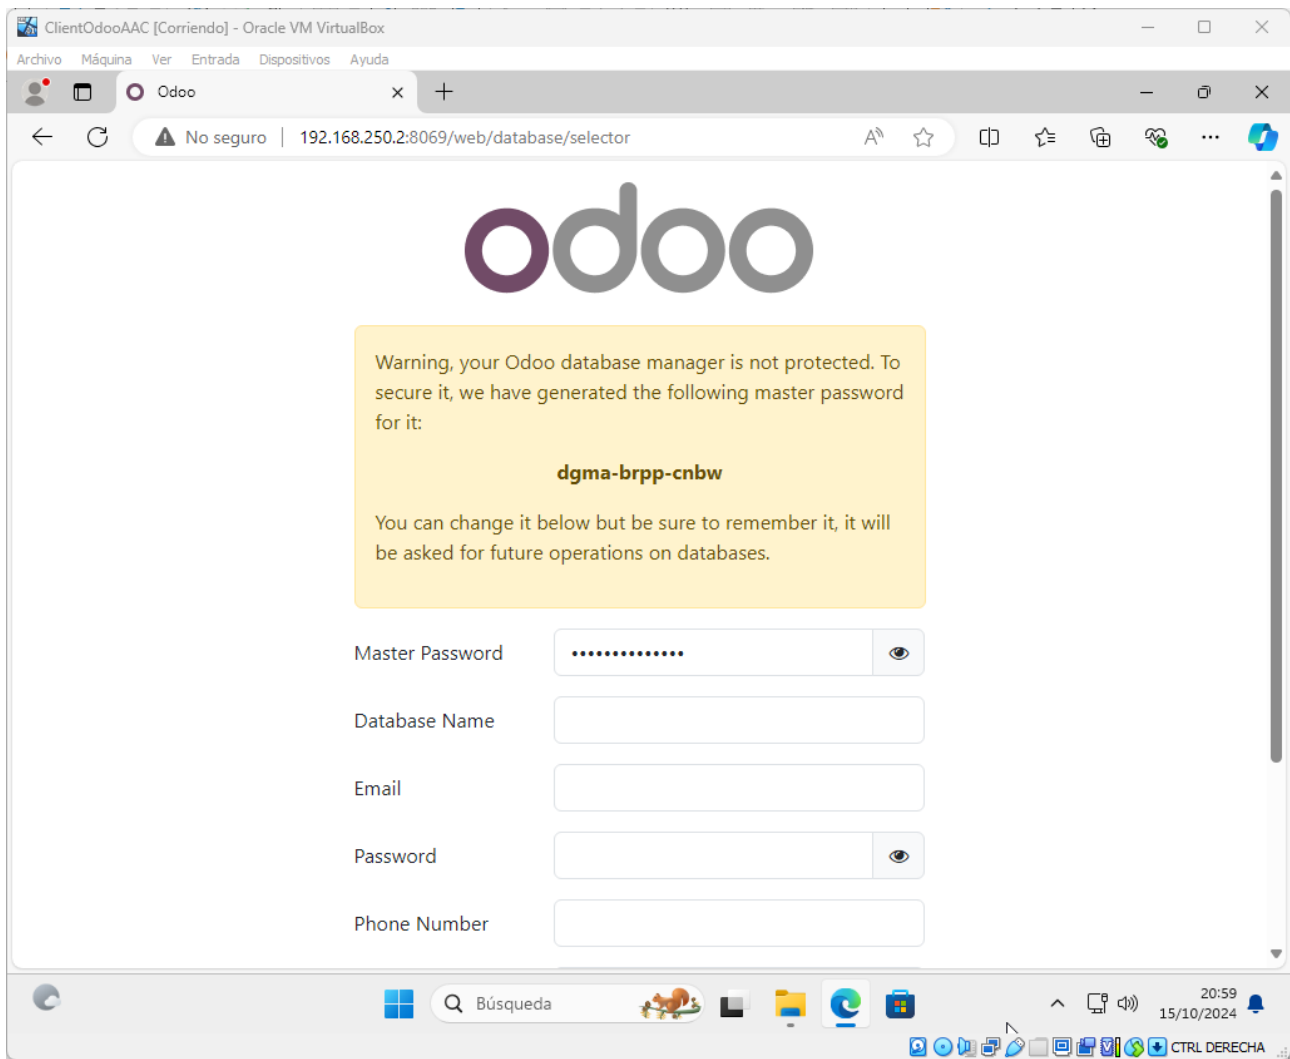 ClientOdooAAC [Corriendo] - Oracle VM VirtualBox
Archivo Máquina Ver Entrada Dispositivos Ayuda
Odoo
No seguro 192.168.250.2:8069/web/database/selector
odoo
Warning, your Odoo database manager is not protected. To
secure it, we have generated the following master password
for it:
dgma-brpp-cnbw
You can change it below but be sure to remember it, it will
be asked for future operations on databases.
Master Password ••••••••••••••
Database Name
Email
Password
Phone Number
Búsqueda
20:59
15/10/2024
CTRL DERECHA